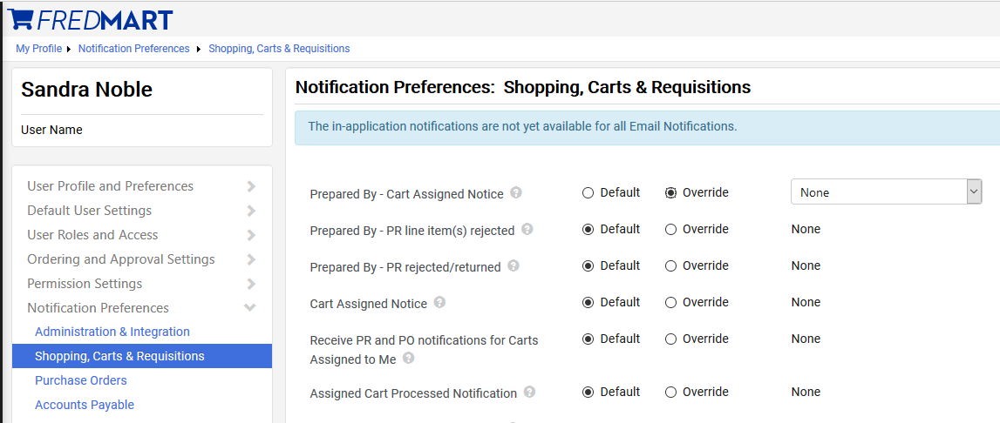 FREDMART
My Profile Notification Preferences Shopping, Carts & Requisitions
Sandra Noble
User Name
User Profile and Preferences
Default User Settings
User Roles and Access
Ordering and Approval Settings
Permission Settings
Notification Preferences
Administration & Integration
Shopping, Carts & Requisitions
Purchase Orders
Accounts Payable
Notification Preferences: Shopping, Carts & Requisitions
The in-application notifications are not yet available for all Email Notifications.
Prepared By - Cart Assigned Notice ? Default Override None
Prepared By - PR line item(s) rejected ? Default Override None
Prepared By - PR rejected/returned ? Default Override None
Cart Assigned Notice ? Default Override None
Receive PR and PO notifications for Carts Default Override None
Assigned to Me ?
Assigned Cart Processed Notification ? Default Override None